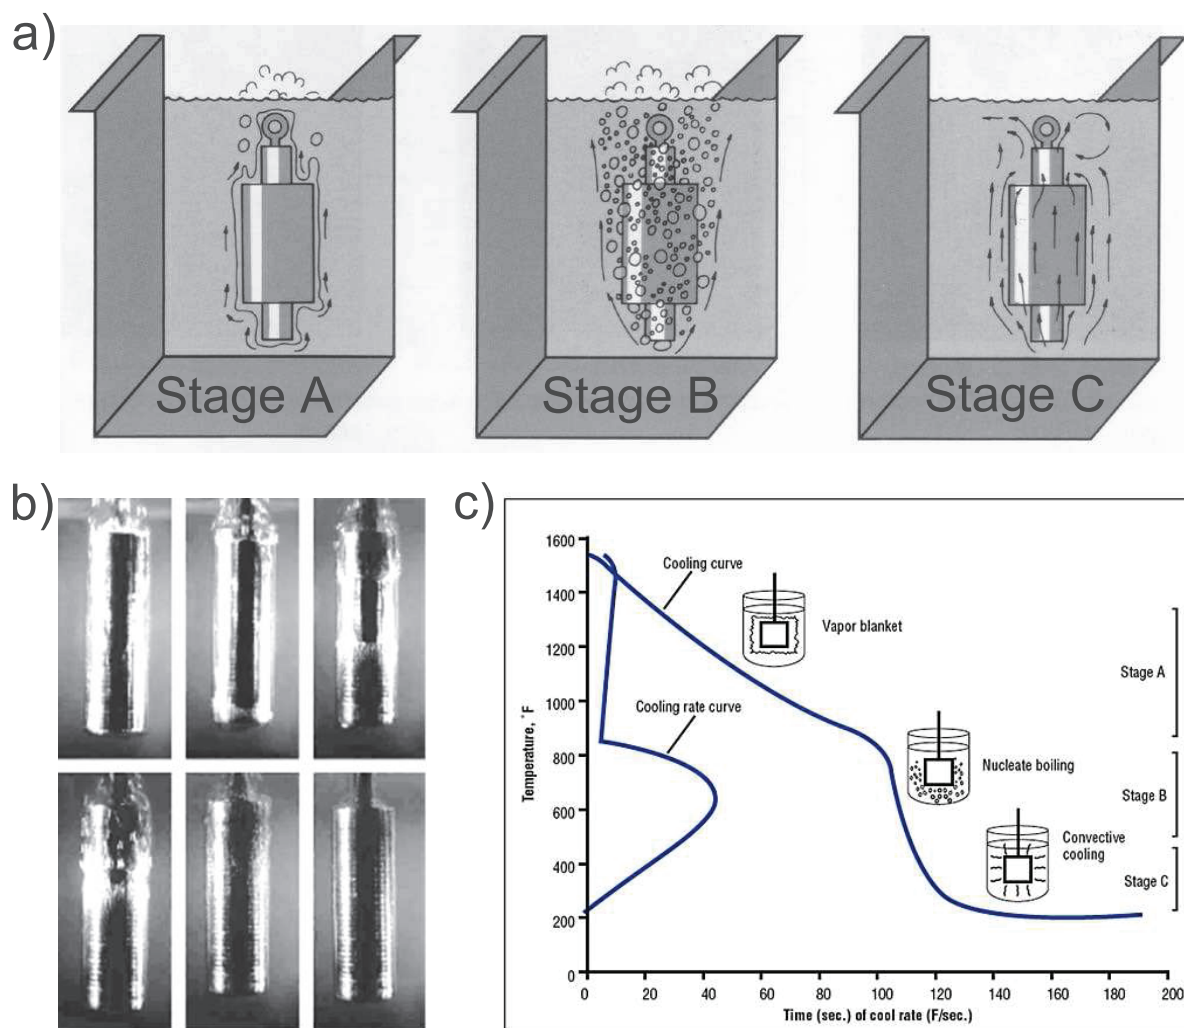 a)
Stage A
Stage B
Stage C
b)
c)
1600
1400
1200
1000
800
600
400
200
0
Temperature, °F
Cooling curve
Vapor blanket
Cooling rate curve
Nucleate boiling
Convective
cooling
Stage A
Stage B
Stage C
0 20 40 60 80 100 120 140 160 180 200
Time (sec.) of cool rate (F/sec.)